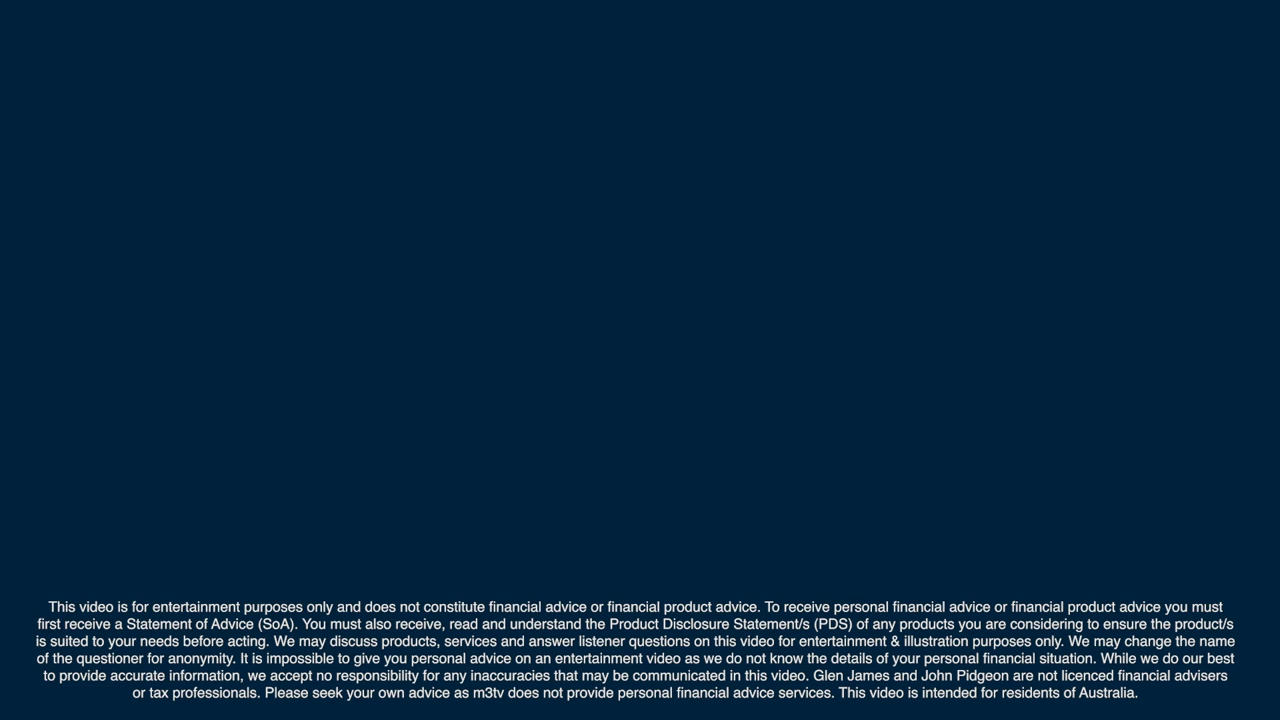 This video is for entertainment purposes only and does not constitute financial advice or financial product advice. To receive personal financial advice or financial product advice you must
first receive a Statement of Advice (SoA). You must also receive, read and understand the Product Disclosure Statement/s (PDS) of any products you are considering to ensure the product/s
is suited to your needs before acting. We may discuss products, services and answer listener questions on this video for entertainment & illustration purposes only. We may change the name
of the questioner for anonymity. It is impossible to give you personal advice on an entertainment video as we do not know the details of your personal financial situation. While we do our best
to provide accurate information, we accept no responsibility for any inaccuracies that may be communicated in this video. Glen James and John Pidgeon are not licenced financial advisers
or tax professionals. Please seek your own advice as m3tv does not provide personal financial advice services. This video is intended for residents of Australia.